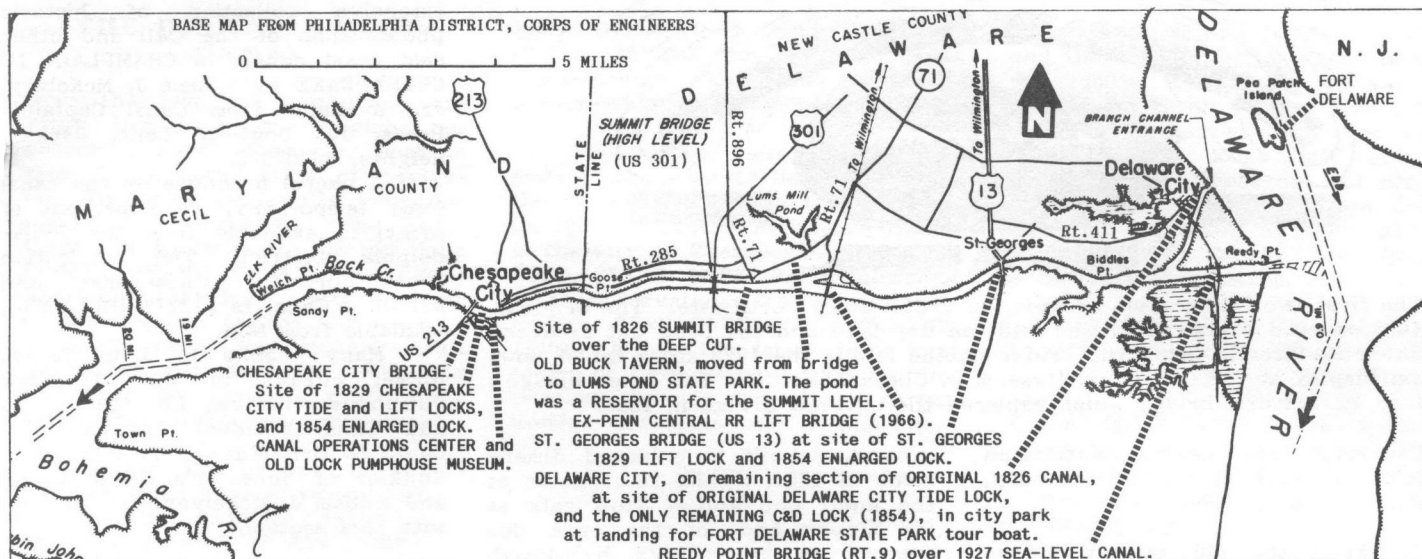 BASE MAP FROM PHILADELPHIA DISTRICT, CORPS OF ENGINEERS
0
5 MILES
MARYLAND
CECIL
COUNTY
213
STATE
LINE
SUMMIT BRIDGE
(HIGH LEVEL)
(US 301)
DELAWARE
NEW CASTLE COUNTY
Rt.896
301
To Wilmington
71
To Wilmington
13
N
DELAWARE
RIVER
N. J.
Pea Patch
Island
FORT
DELAWARE
BRANCH CHANNEL
ENTRANCE
Delaware
City
Lums Mill
Pond
Rt.71
Rt.71
St. Georges
Rt.411
Biddles
Pt.
Reedy Pt.
EBB
ELK RIVER
Welch Pt.
Back Cr.
Chesapeake
City
Goose
Pt.
Rt.285
Sandy Pt.
US 213
20 M.
15 M.
Town Pt.
Bohemia
R.
CHESAPEAKE CITY BRIDGE.
Site of 1829 CHESAPEAKE
CITY TIDE and LIFT LOCKS,
and 1854 ENLARGED LOCK.
CANAL OPERATIONS CENTER and
OLD LOCK PUMPHOUSE MUSEUM.
Site of 1826 SUMMIT BRIDGE
over the DEEP CUT.
OLD BUCK TAVERN, moved from bridge
to LUMS POND STATE PARK. The pond
was a RESERVOIR for the SUMMIT LEVEL.
EX-PENN CENTRAL RR LIFT BRIDGE (1966).
ST. GEORGES BRIDGE (US 13) at site of ST. GEORGES
1829 LIFT LOCK and 1854 ENLARGED LOCK.
DELAWARE CITY, on remaining section of ORIGINAL 1826 CANAL,
at site of ORIGINAL DELAWARE CITY TIDE LOCK,
and the ONLY REMAINING C&D LOCK (1854), in city park
at landing for FORT DELAWARE STATE PARK tour boat.
REEDY POINT BRIDGE (RT.9) over 1927 SEA-LEVEL CANAL.